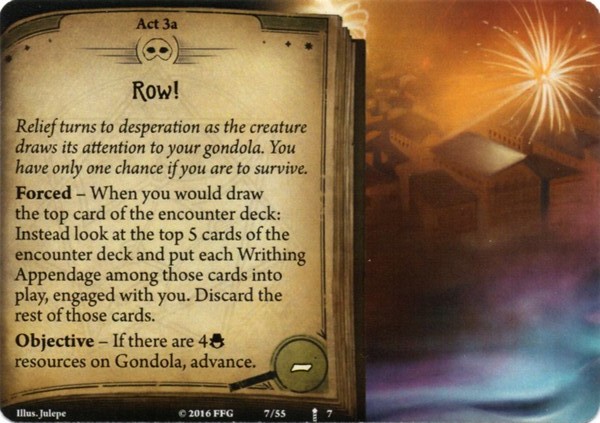 Act 3a
Row!
Relief turns to desperation as the creature
draws its attention to your gondola. You
have only one chance if you are to survive.
Forced – When you would draw
the top card of the encounter deck:
Instead look at the top 5 cards of the
encounter deck and put each Writhing
Appendage among those cards into
play, engaged with you. Discard the
rest of those cards.
Objective – If there are 4
resources on Gondola, advance.
–
Illus. Julepe © 2016 FFG 7/55 7